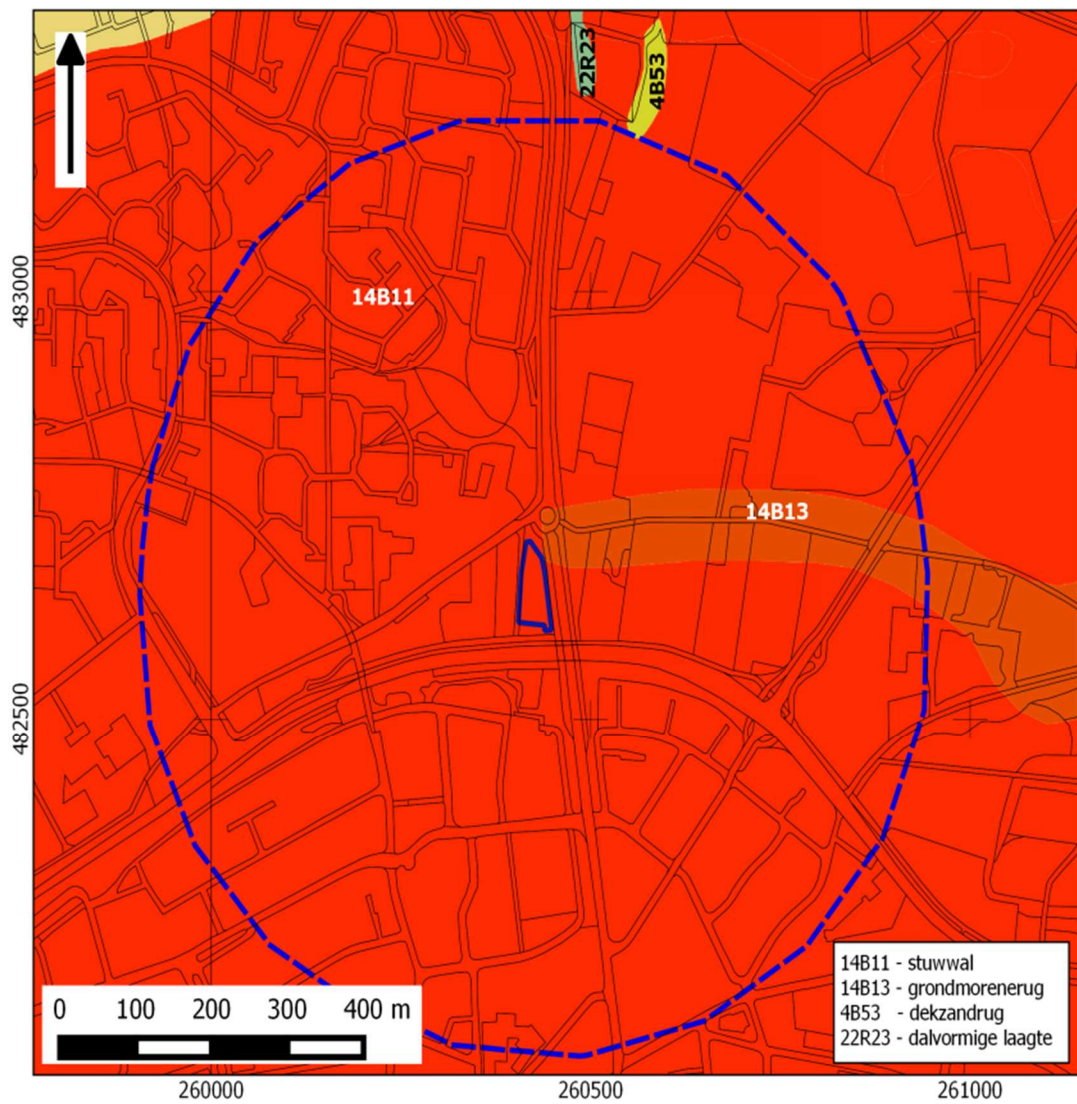 22R23
4B53
483000
14B11
14B13
482500
14B11 - stuwwal
14B13 - grondmorenerug
4B53 - dekzandrug
22R23 - dalvormige laagte
0 100 200 300 400 m
260000 260500 261000